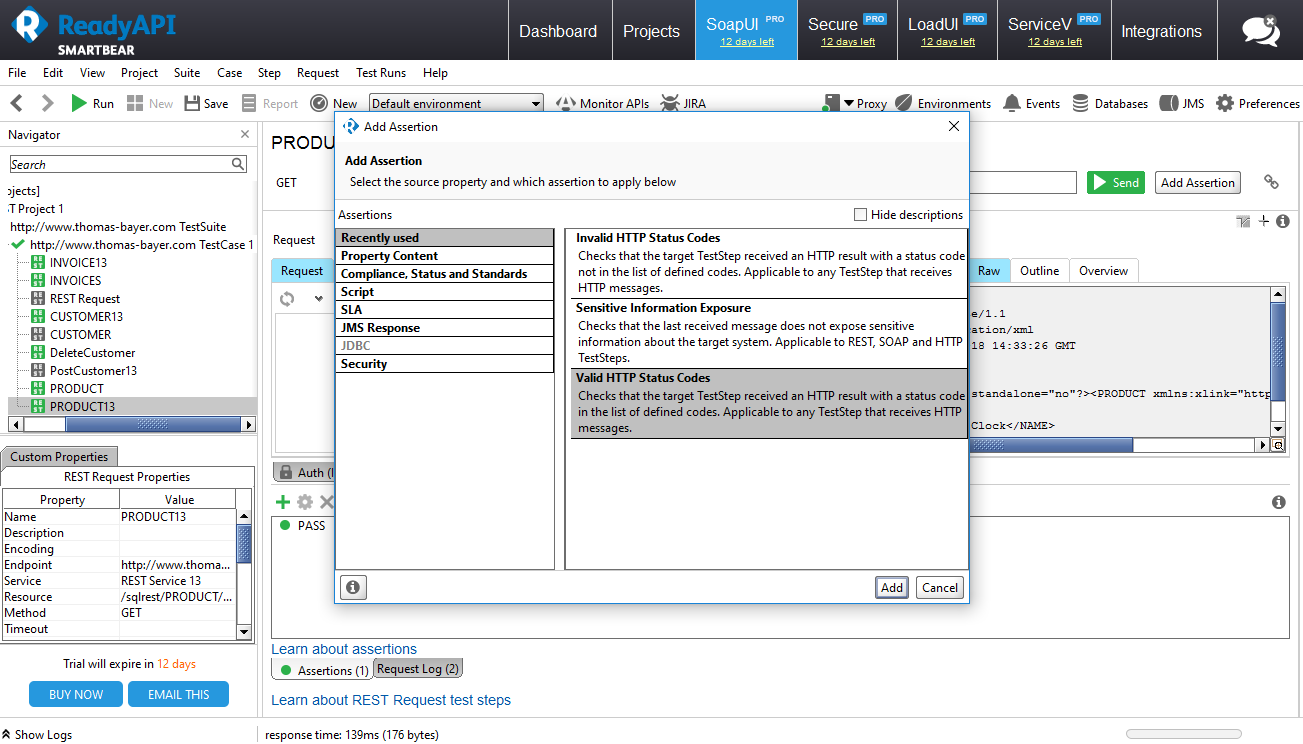 ReadyAPI
SMARTBEAR
Dashboard
Projects
SoapUI PRO
12 days left
Secure PRO
12 days left
LoadUI PRO
12 days left
ServiceV PRO
12 days left
Integrations
File Edit View Project Suite Case Step Request Test Runs Help
Run New Save Report New Default environment Monitor APIs JIRA Proxy Environments Events Databases JMS Preferences
Navigator
Search
ojects]
ST Project 1
http://www.thomas-bayer.com TestSuite
http://www.thomas-bayer.com TestCase 1
INVOICE13
INVOICES
REST Request
CUSTOMER13
CUSTOMER
DeleteCustomer
PostCustomer13
PRODUCT
PRODUCT13
Custom Properties
REST Request Properties
Property Value
Name PRODUCT13
Description
Encoding
Endpoint http://www.thoma...
Service REST Service 13
Resource /sqlrest/PRODUCT/...
Method GET
Timeout
Trial will expire in 12 days
BUY NOW EMAIL THIS
Show Logs
PRODU
GET
Send Add Assertion
Request
Request
Raw Outline Overview
e/1.1
ation/xml
18 14:33:26 GMT
standalone="no"?><PRODUCT xmlns:xlink="http
Clock</NAME>
Auth (I
PASS
Add Assertion
Add Assertion
Select the source property and which assertion to apply below
Assertions
Hide descriptions
Recently used
Property Content
Compliance, Status and Standards
Script
SLA
JMS Response
JDBC
Security
Invalid HTTP Status Codes
Checks that the target TestStep received an HTTP result with a status code
not in the list of defined codes. Applicable to any TestStep that receives
HTTP messages.
Sensitive Information Exposure
Checks that the last received message does not expose sensitive
information about the target system. Applicable to REST, SOAP and HTTP
TestSteps.
Valid HTTP Status Codes
Checks that the target TestStep received an HTTP result with a status code
in the list of defined codes. Applicable to any TestStep that receives HTTP
messages.
Add Cancel
Learn about assertions
Assertions (1) Request Log (2)
Learn about REST Request test steps
response time: 139ms (176 bytes)